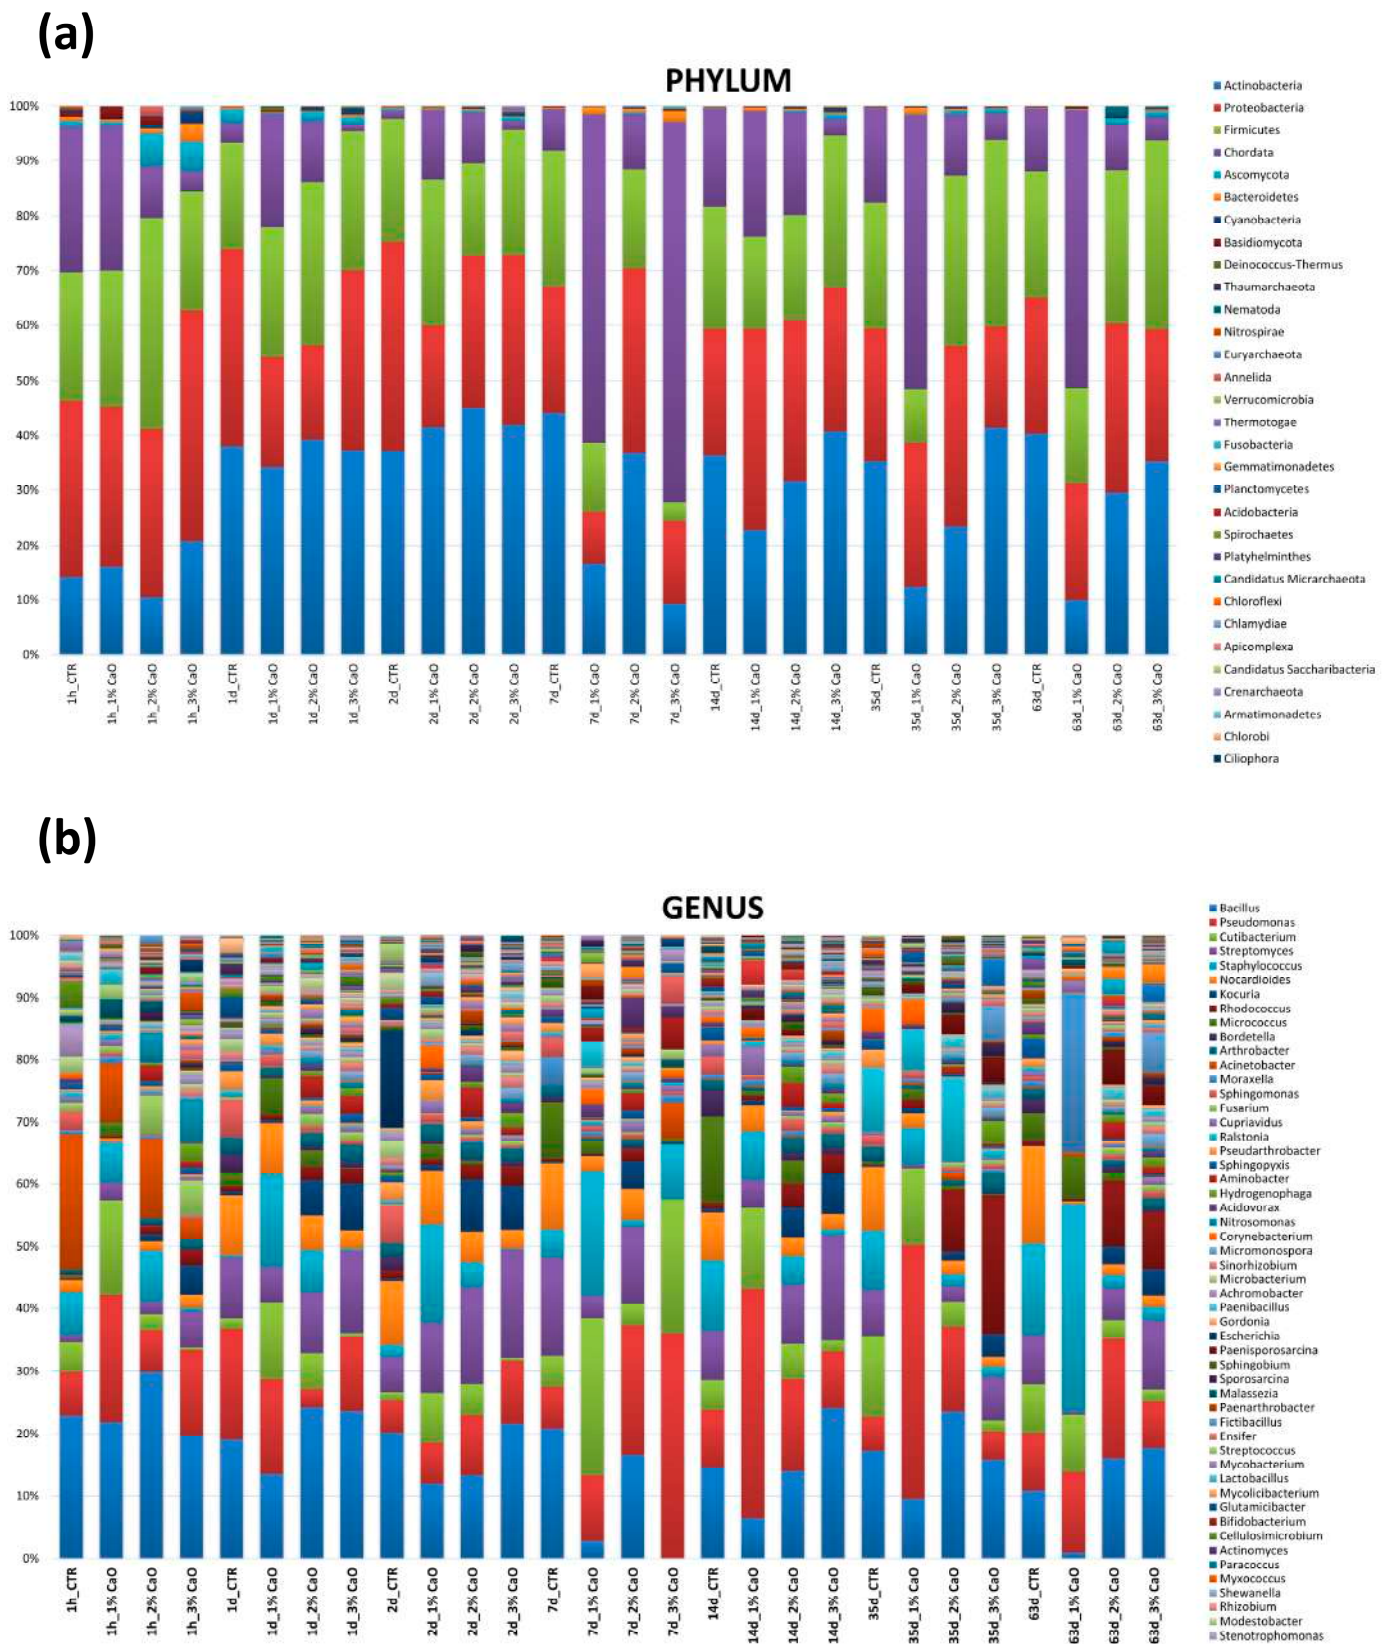 (a)
PHYLUM
100%
90%
80%
70%
60%
50%
40%
30%
20%
10%
0%
1h_CTR
1h_1% CaO
1h_2% CaO
1h_3% CaO
1d_CTR
1d_1% CaO
1d_2% CaO
1d_3% CaO
2d_CTR
2d_1% CaO
2d_2% CaO
2d_3% CaO
7d_CTR
7d_1% CaO
7d_2% CaO
7d_3% CaO
14d_CTR
14d_1% CaO
14d_2% CaO
14d_3% CaO
35d_CTR
35d_1% CaO
35d_2% CaO
35d_3% CaO
63d_CTR
63d_1% CaO
63d_2% CaO
63d_3% CaO
Actinobacteria
Proteobacteria
Firmicutes
Chordata
Ascomycota
Bacteroidetes
Cyanobacteria
Basidiomycota
Deinococcus-Thermus
Thaumarchaeota
Nematoda
Nitrospirae
Euryarchaeota
Annelida
Verrucomicrobia
Thermotogae
Fusobacteria
Gemmatimonadetes
Planctomycetes
Acidobacteria
Spirochaetes
Platyhelminthes
Candidatus Micrarchaeota
Chloroflexi
Chlamydiae
Apicomplexa
Candidatus Saccharibacteria
Crenarchaeota
Armatimonadetes
Chlorobi
Ciliophora
(b)
GENUS
100%
90%
80%
70%
60%
50%
40%
30%
20%
10%
0%
1h_CTR
1h_1% CaO
1h_2% CaO
1h_3% CaO
1d_CTR
1d_1% CaO
1d_2% CaO
1d_3% CaO
2d_CTR
2d_1% CaO
2d_2% CaO
2d_3% CaO
7d_CTR
7d_1% CaO
7d_2% CaO
7d_3% CaO
14d_CTR
14d_1% CaO
14d_2% CaO
14d_3% CaO
35d_CTR
35d_1% CaO
35d_2% CaO
35d_3% CaO
63d_CTR
63d_1% CaO
63d_2% CaO
63d_3% CaO
Bacillus
Pseudomonas
Cutibacterium
Streptomyces
Staphylococcus
Nocardioides
Kocuria
Rhodococcus
Micrococcus
Bordetella
Arthrobacter
Acinetobacter
Moraxella
Sphingomonas
Fusarium
Cupriavidus
Ralstonia
Pseudarthrobacter
Sphingopyxis
Aminobacter
Hydrogenophaga
Acidovorax
Nitrosomonas
Corynebacterium
Micromonospora
Sinorhizobium
Microbacterium
Achromobacter
Paenibacillus
Gordonia
Escherichia
Paenisporosarcina
Sphingobium
Sporosarcina
Malassezia
Paenarthrobacter
Fictibacillus
Ensifer
Streptococcus
Mycobacterium
Lactobacillus
Mycolicibacterium
Glutamicibacter
Bifidobacterium
Cellulosimicrobium
Actinomyces
Paracoccus
Myxococcus
Shewanella
Rhizobium
Modestobacter
Stenotrophomonas